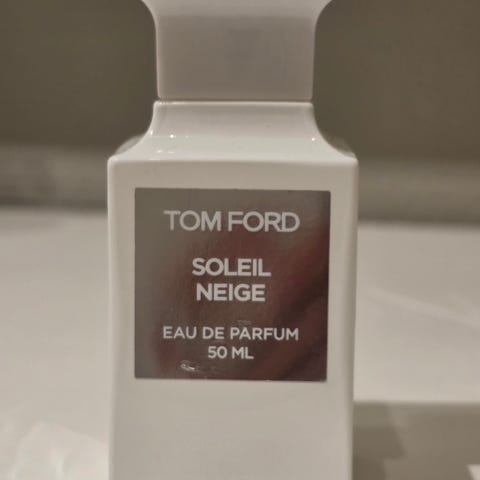 TOM FORD
SOLEIL
NEIGE
EAU DE PARFUM
50 ML